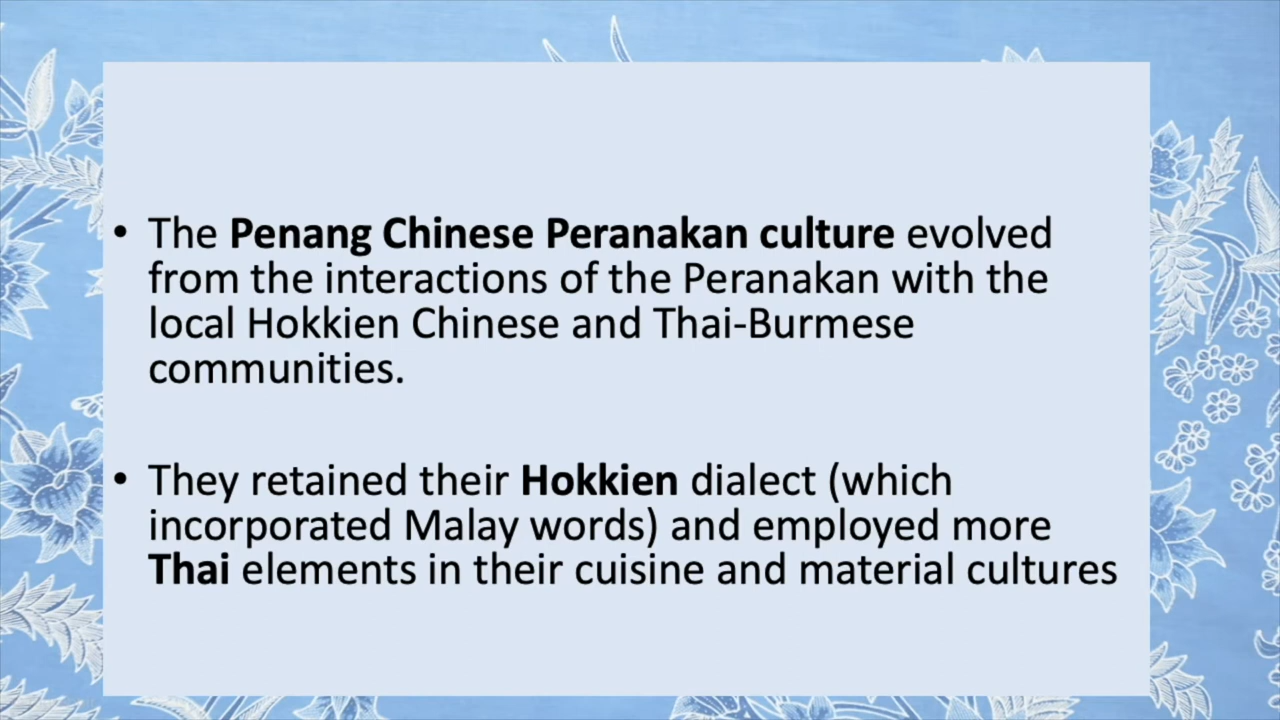 • The Penang Chinese Peranakan culture evolved
from the interactions of the Peranakan with the
local Hokkien Chinese and Thai-Burmese
communities.
• They retained their Hokkien dialect (which
incorporated Malay words) and employed more
Thai elements in their cuisine and material cultures